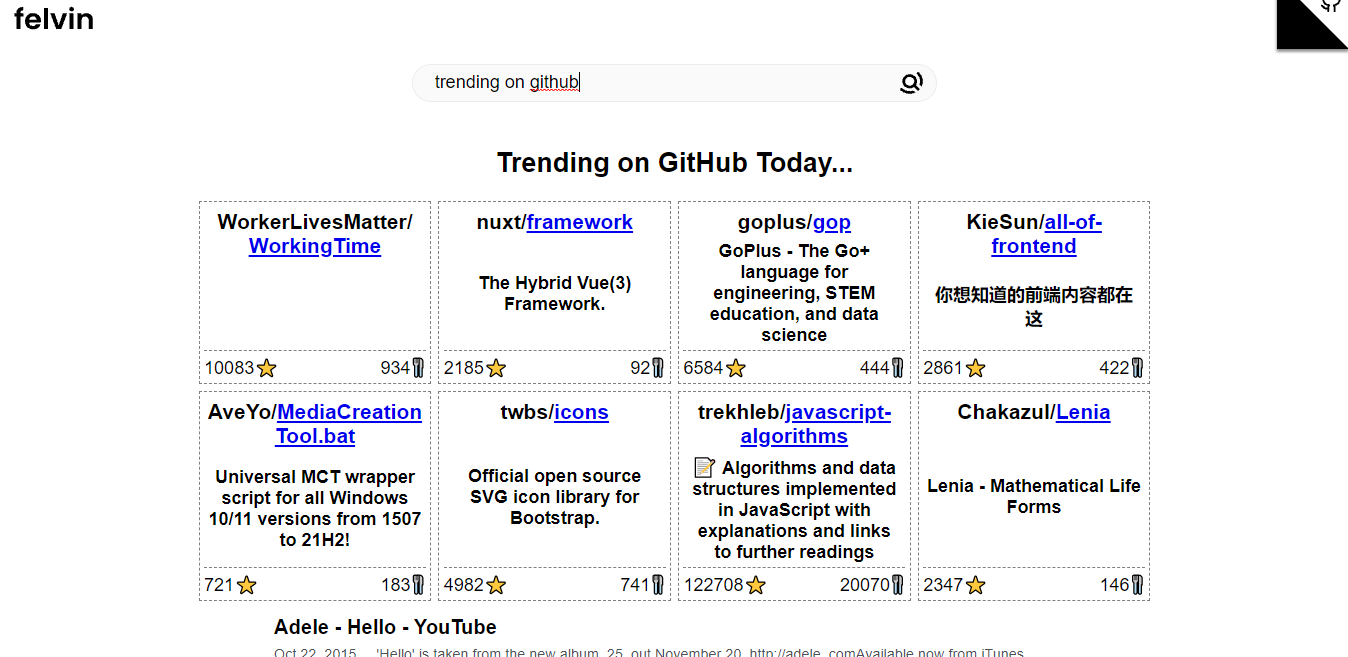 felvin
trending on github
Trending on GitHub Today...
WorkerLivesMatter/
WorkingTime
10083 934
nuxt/framework
The Hybrid Vue(3)
Framework.
2185 92
goplus/gop
GoPlus - The Go+
language for
engineering, STEM
education, and data
science
6584 444
KieSun/all-of-
frontend
你想知道的前端内容都在
这
2861 422
AveYo/MediaCreation
Tool.bat
Universal MCT wrapper
script for all Windows
10/11 versions from 1507
to 21H2!
721 183
twbs/icons
Official open source
SVG icon library for
Bootstrap.
4982 741
trekhleb/javascript-
algorithms
📝 Algorithms and data
structures implemented
in JavaScript with
explanations and links
to further readings
122708 20070
Chakazul/Lenia
Lenia - Mathematical Life
Forms
2347 146
Adele - Hello - YouTube
Oct 22, 2015 ... 'Hello' is taken from the new album, 25, out November 20. http://adele. comAvailable now from iTunes